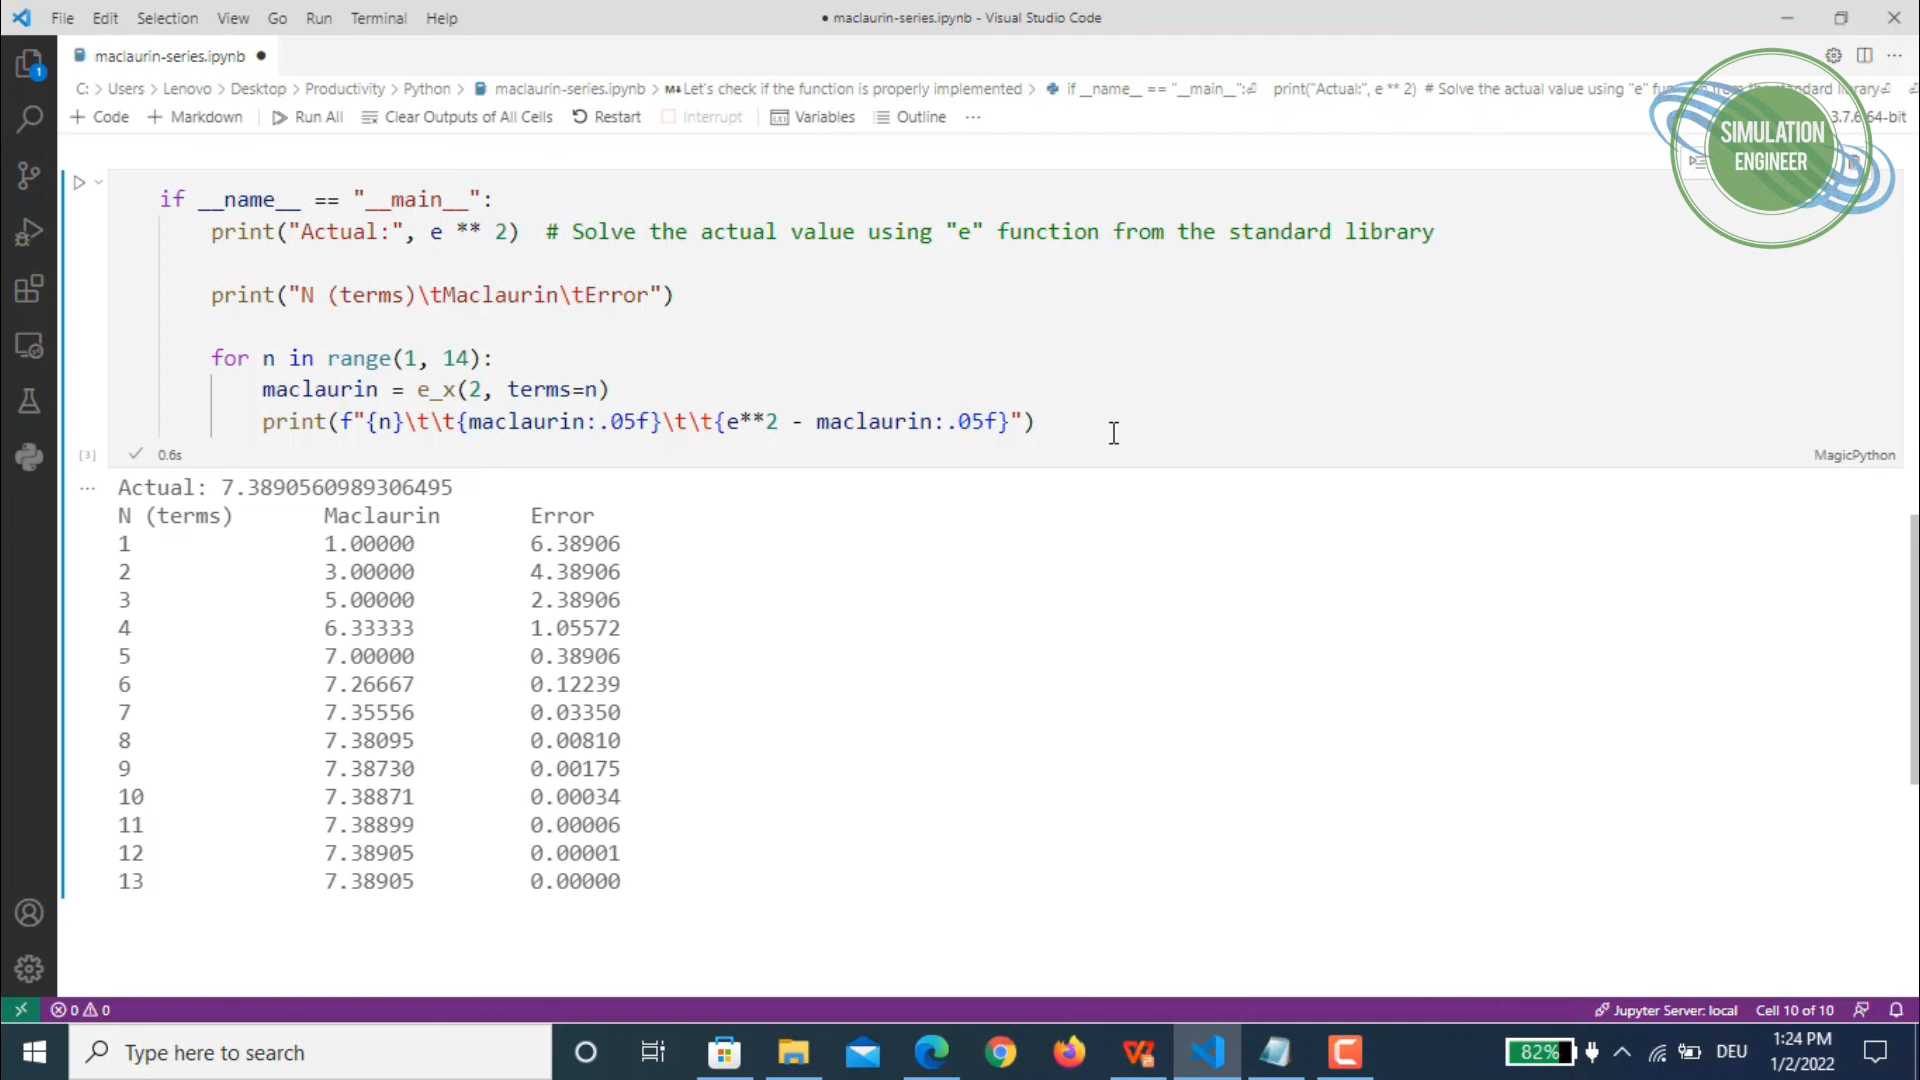 File Edit Selection View Go Run Terminal Help
● maclaurin-series.ipynb - Visual Studio Code
maclaurin-series.ipynb ●
C: > Users > Lenovo > Desktop > Productivity > Python > maclaurin-series.ipynb > M↓Let's check if the function is properly implemented > if __name__ == "__main__":⏎ print("Actual:", e ** 2) # Solve the actual value using "e" from the standard library⏎
+ Code + Markdown Run All Clear Outputs of All Cells Restart Interrupt Variables Outline ···
3.7.6 64-bit
SIMULATION
ENGINEER
if __name__ == "__main__":
print("Actual:", e ** 2) # Solve the actual value using "e" function from the standard library
print("N (terms)\tMaclaurin\tError")
for n in range(1, 14):
maclaurin = e_x(2, terms=n)
print(f"{n}\t\t{maclaurin:.05f}\t\t{e**2 - maclaurin:.05f}")
[3] ✓ 0.6s
MagicPython
··· Actual: 7.3890560989306495
N (terms) Maclaurin Error
1 1.00000 6.38906
2 3.00000 4.38906
3 5.00000 2.38906
4 6.33333 1.05572
5 7.00000 0.38906
6 7.26667 0.12239
7 7.35556 0.03350
8 7.38095 0.00810
9 7.38730 0.00175
10 7.38871 0.00034
11 7.38899 0.00006
12 7.38905 0.00001
13 7.38905 0.00000
1
0 0
Jupyter Server: local Cell 10 of 10
Type here to search
82%
DEU
1:24 PM
1/2/2022